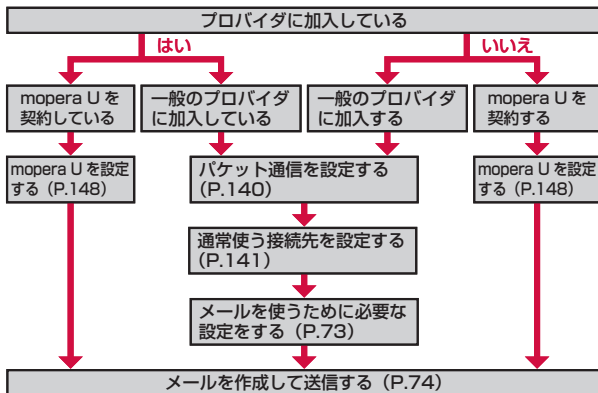 プロバイダに加入している
はい
いいえ
mopera U を
契約している
一般のプロバイダ
に加入している
一般のプロバイダ
に加入する
mopera U を
契約する
mopera U を設定
する（P.148）
パケット通信を設定する
（P.140）
mopera U を設定
する（P.148）
通常使う接続先を設定する
（P.141）
メールを使うために必要な
設定をする（P.73）
メールを作成して送信する（P.74）